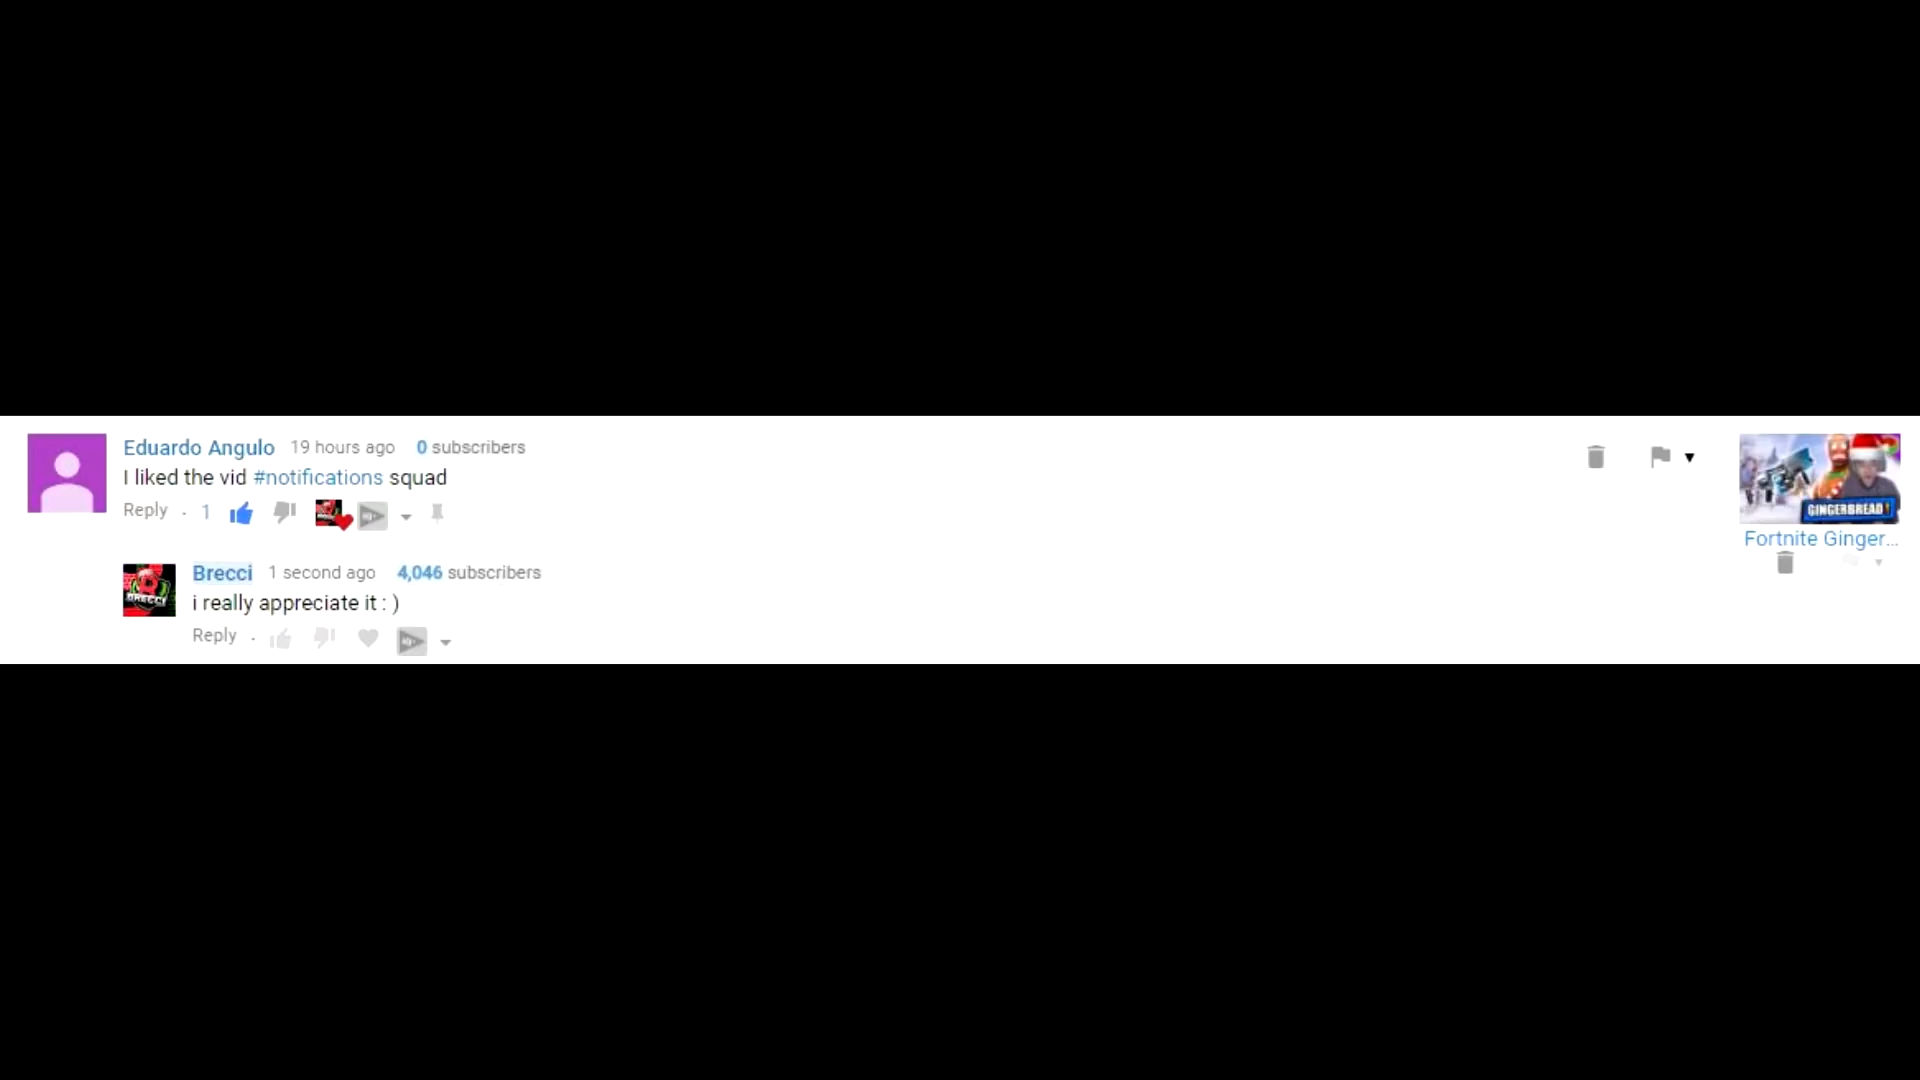 Eduardo Angulo 19 hours ago 0 subscribers
I liked the vid #notifications squad
Reply . 1
GINGERBREAD
Fortnite Ginger...
Brecci 1 second ago 4,046 subscribers
BRECCI
i really appreciate it : )
Reply .